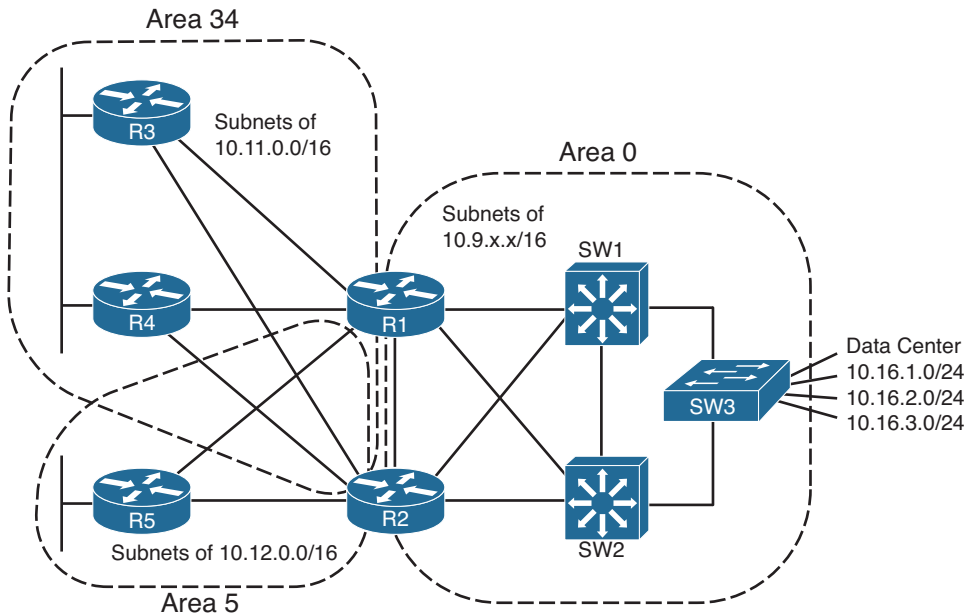 Area 34
R3
Subnets of
10.11.0.0/16
Area 0
Subnets of
10.9.x.x/16
SW1
R4
R1
Data Center
10.16.1.0/24
10.16.2.0/24
10.16.3.0/24
SW3
R5
R2
SW2
Subnets of 10.12.0.0/16
Area 5